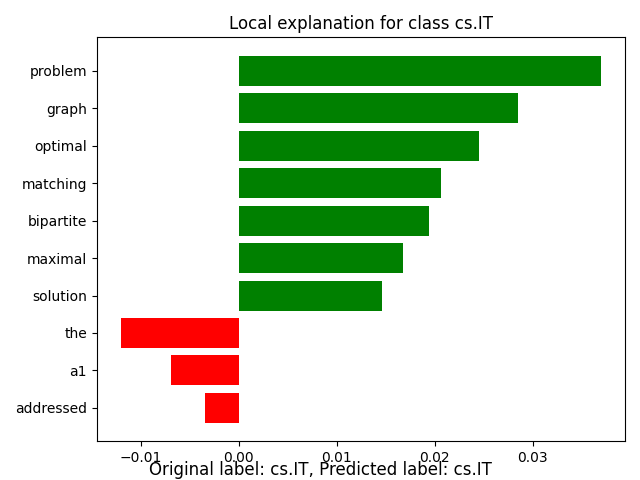 Local explanation for class cs.IT
problem
graph
optimal
matching
bipartite
maximal
solution
the
a1
addressed
−0.01 0.00 0.01 0.02 0.03
Original label: cs.IT, Predicted label: cs.IT